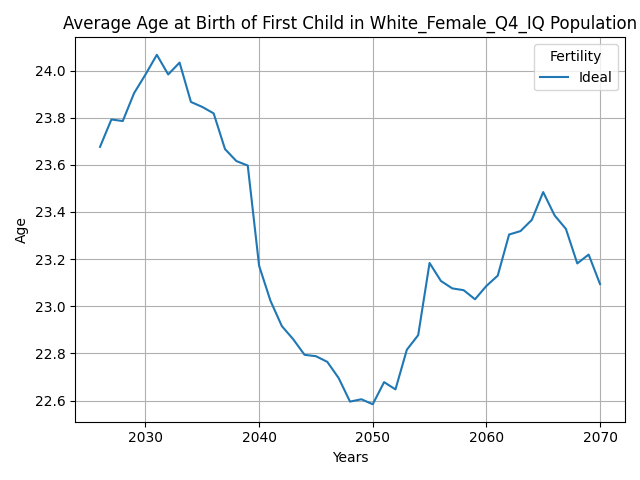 Average Age at Birth of First Child in White_Female_Q4_IQ Population
Fertility
Ideal
24.0
23.8
23.6
23.4
23.2
23.0
22.8
22.6
Age
2030 2040 2050 2060 2070
Years